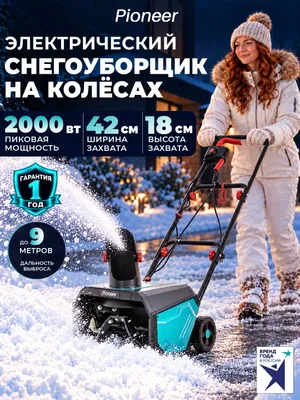 Pioneer
ЭЛЕКТРИЧЕСКИЙ
СНЕГОУБОРЩИК
НА КОЛЁСАХ
2000 ВТ
ПИКОВАЯ
МОЩНОСТЬ
42 СМ
ШИРИНА
ЗАХВАТА
18 СМ
ВЫСОТА
ЗАХВАТА
ГАРАНТИЯ
1
ГОД
ДО 9
МЕТРОВ
ДАЛЬНОСТЬ
ВЫБРОСА
Pioneer
БРЕНД
ГОДА
В РОССИИ